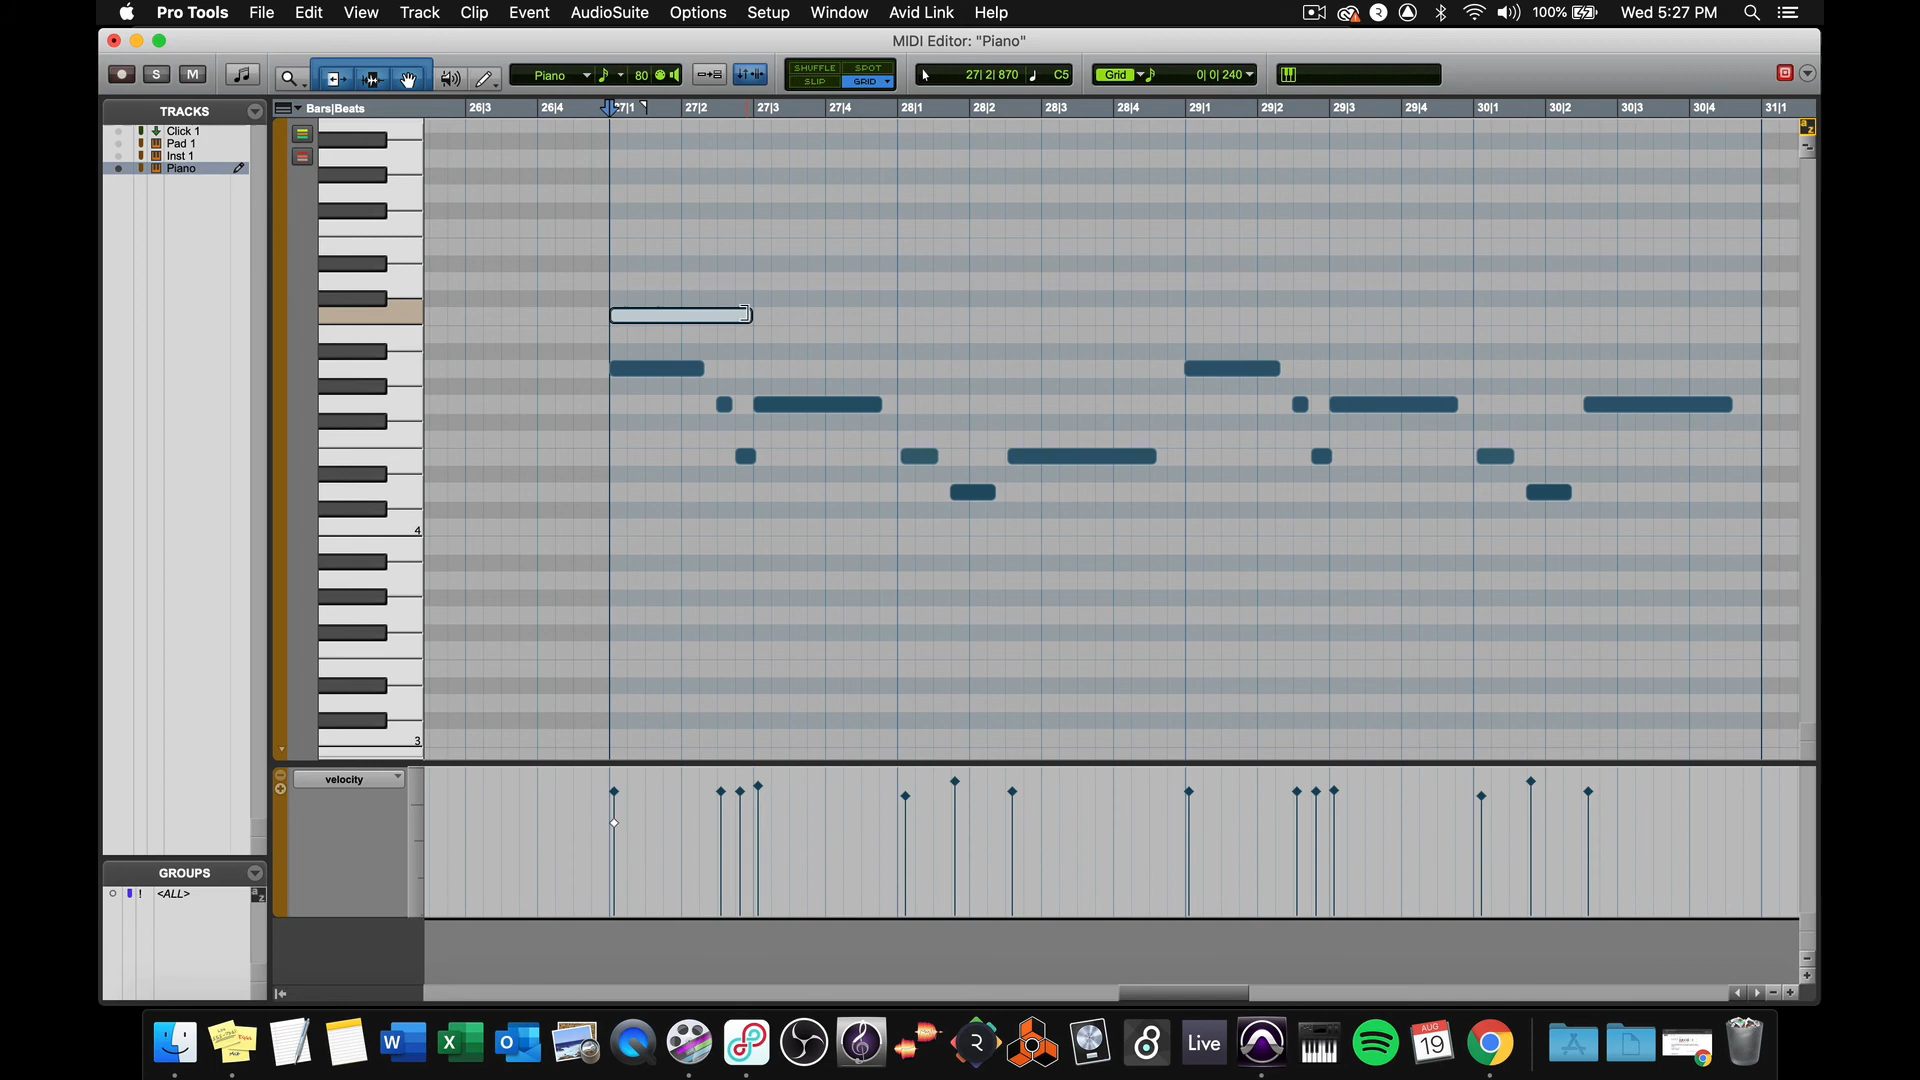 Pro Tools File Edit View Track Clip Event AudioSuite Options Setup Window Avid Link Help 100% Wed 5:27 PM
MIDI Editor: "Piano"
S M Piano 80 SHUFFLE SPOT SLIP GRID 27| 2| 870 C5 Grid 0| 0| 240
TRACKS
Bars|Beats 26|3 26|4 27|1 27|2 27|3 27|4 28|1 28|2 28|3 28|4 29|1 29|2 29|3 29|4 30|1 30|2 30|3 30|4 31|1
Click 1
Pad 1
Inst 1
Piano
a z
4
3
velocity
GROUPS
! <ALL> a z
W X O R 8 Live AUG 19